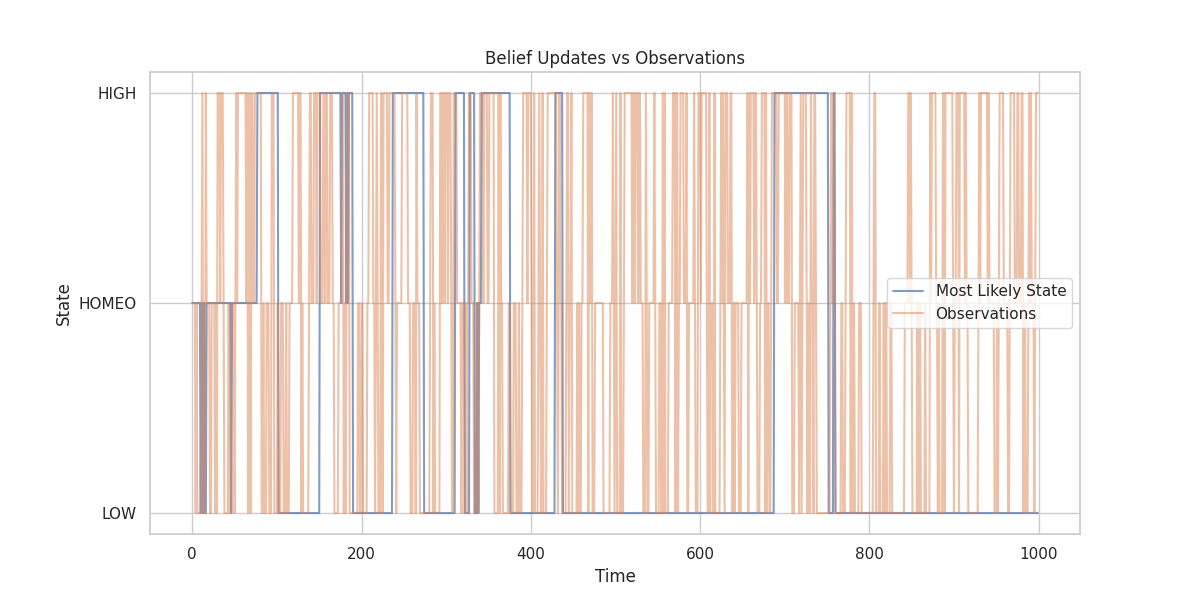 Belief Updates vs Observations
HIGH
HOMEO
LOW
State
Most Likely State
Observations
0
200
400
600
800
1000
Time